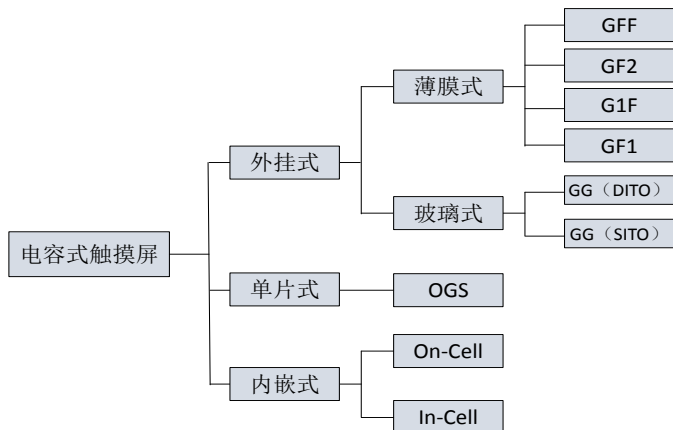 电容式触摸屏
外挂式
薄膜式
GFF
GF2
G1F
GF1
玻璃式
GG（DITO）
GG（SITO）
单片式
OGS
内嵌式
On-Cell
In-Cell